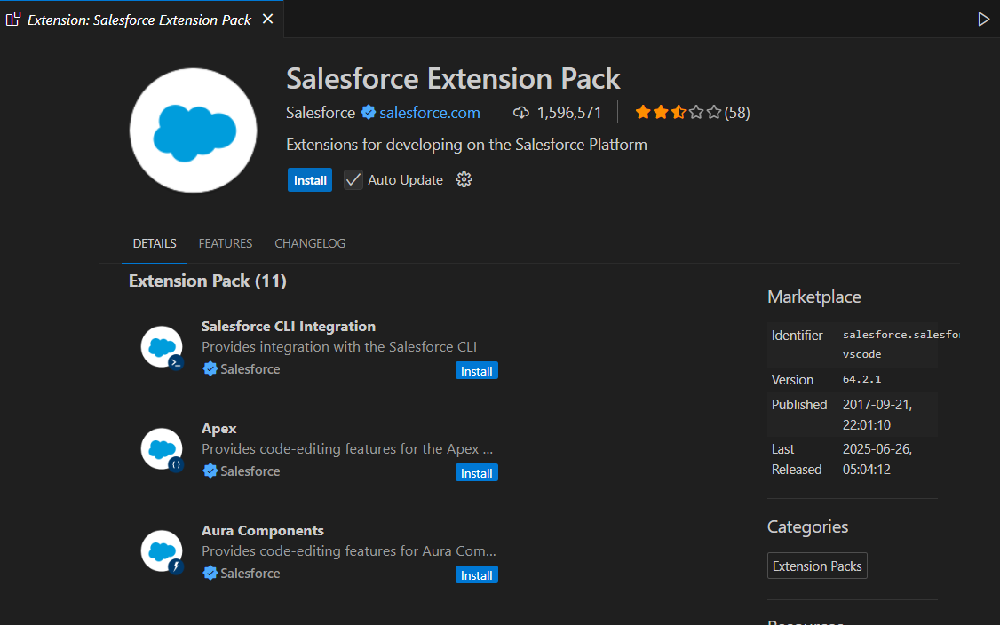 Extension: Salesforce Extension Pack
Salesforce Extension Pack
Salesforce salesforce.com 1,596,571 (58)
Extensions for developing on the Salesforce Platform
Install Auto Update
DETAILS FEATURES CHANGELOG
Extension Pack (11)
Salesforce CLI Integration
Provides integration with the Salesforce CLI
Salesforce
Install
Apex
Provides code-editing features for the Apex ...
Salesforce
Install
Aura Components
Provides code-editing features for Aura Com...
Salesforce
Install
Marketplace
Identifier salesforce.salesfor
vscode
Version 64.2.1
Published 2017-09-21,
22:01:10
Last 2025-06-26,
Released 05:04:12
Categories
Extension Packs
Resources